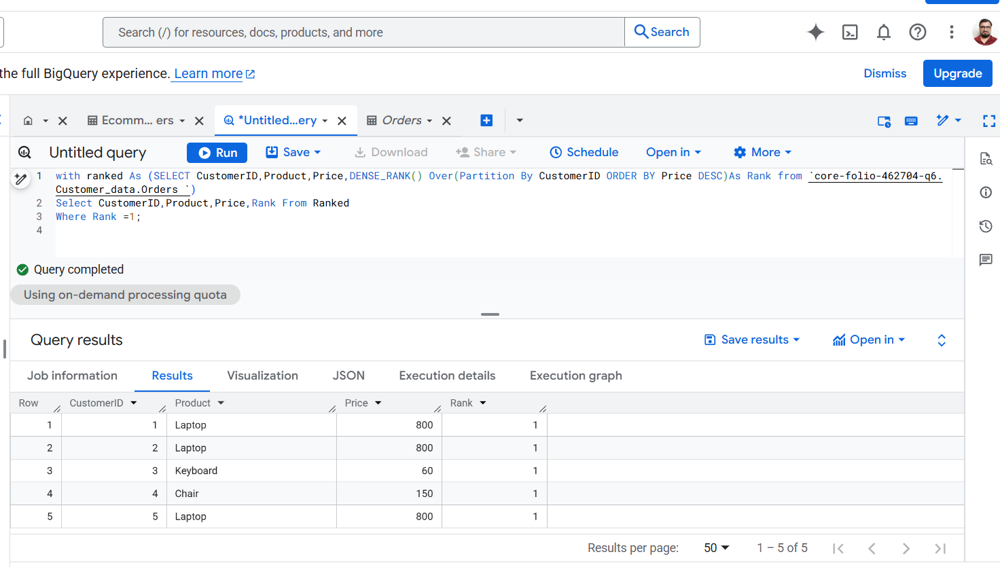 Search (/) for resources, docs, products, and more
Search
the full BigQuery experience. Learn more
Dismiss
Upgrade
Ecomm... ers
*Untitled...ery
Orders
Untitled query
Run
Save
Download
Share
Schedule
Open in
More
1 with ranked As (SELECT CustomerID,Product,Price,DENSE_RANK() Over(Partition By CustomerID ORDER BY Price DESC)As Rank from `core-folio-462704-q6.
Customer_data.Orders `)
2 Select CustomerID,Product,Price,Rank From Ranked
3 Where Rank =1;
4
Query completed
Using on-demand processing quota
Query results
Save results
Open in
Job information
Results
Visualization
JSON
Execution details
Execution graph
Row CustomerID Product Price Rank
1 1 Laptop 800 1
2 2 Laptop 800 1
3 3 Keyboard 60 1
4 4 Chair 150 1
5 5 Laptop 800 1
Results per page: 50 1 – 5 of 5